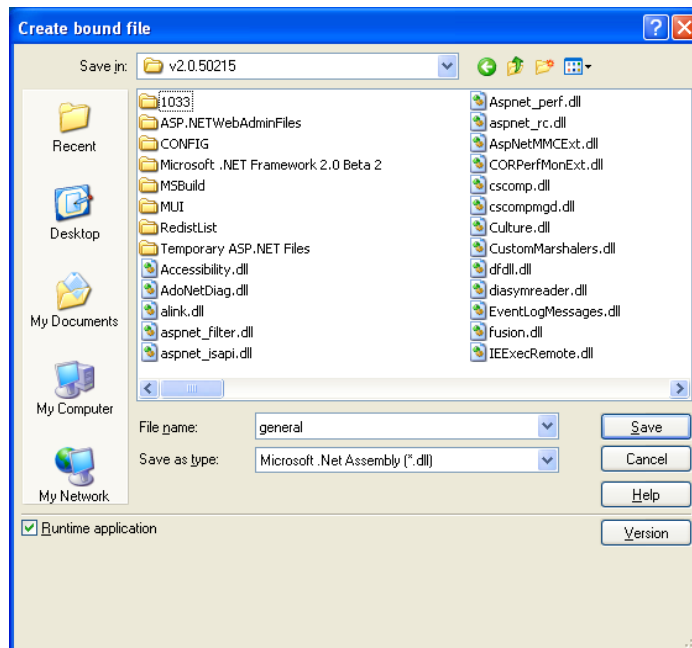 Create bound file
Save in: v2.0.50215
Recent
Desktop
My Documents
My Computer
My Network
1033
ASP.NETWebAdminFiles
CONFIG
Microsoft .NET Framework 2.0 Beta 2
MSBuild
MUI
RedistList
Temporary ASP.NET Files
Accessibility.dll
AdoNetDiag.dll
alink.dll
aspnet_filter.dll
aspnet_isapi.dll
Aspnet_perf.dll
aspnet_rc.dll
AspNetMMCExt.dll
CORPerfMonExt.dll
cscomp.dll
cscompmgd.dll
Culture.dll
CustomMarshalers.dll
dfdll.dll
diasymreader.dll
EventLogMessages.dll
fusion.dll
IEExecRemote.dll
File name: general Save
Save as type: Microsoft .Net Assembly (*.dll) Cancel
Help
Runtime application Version